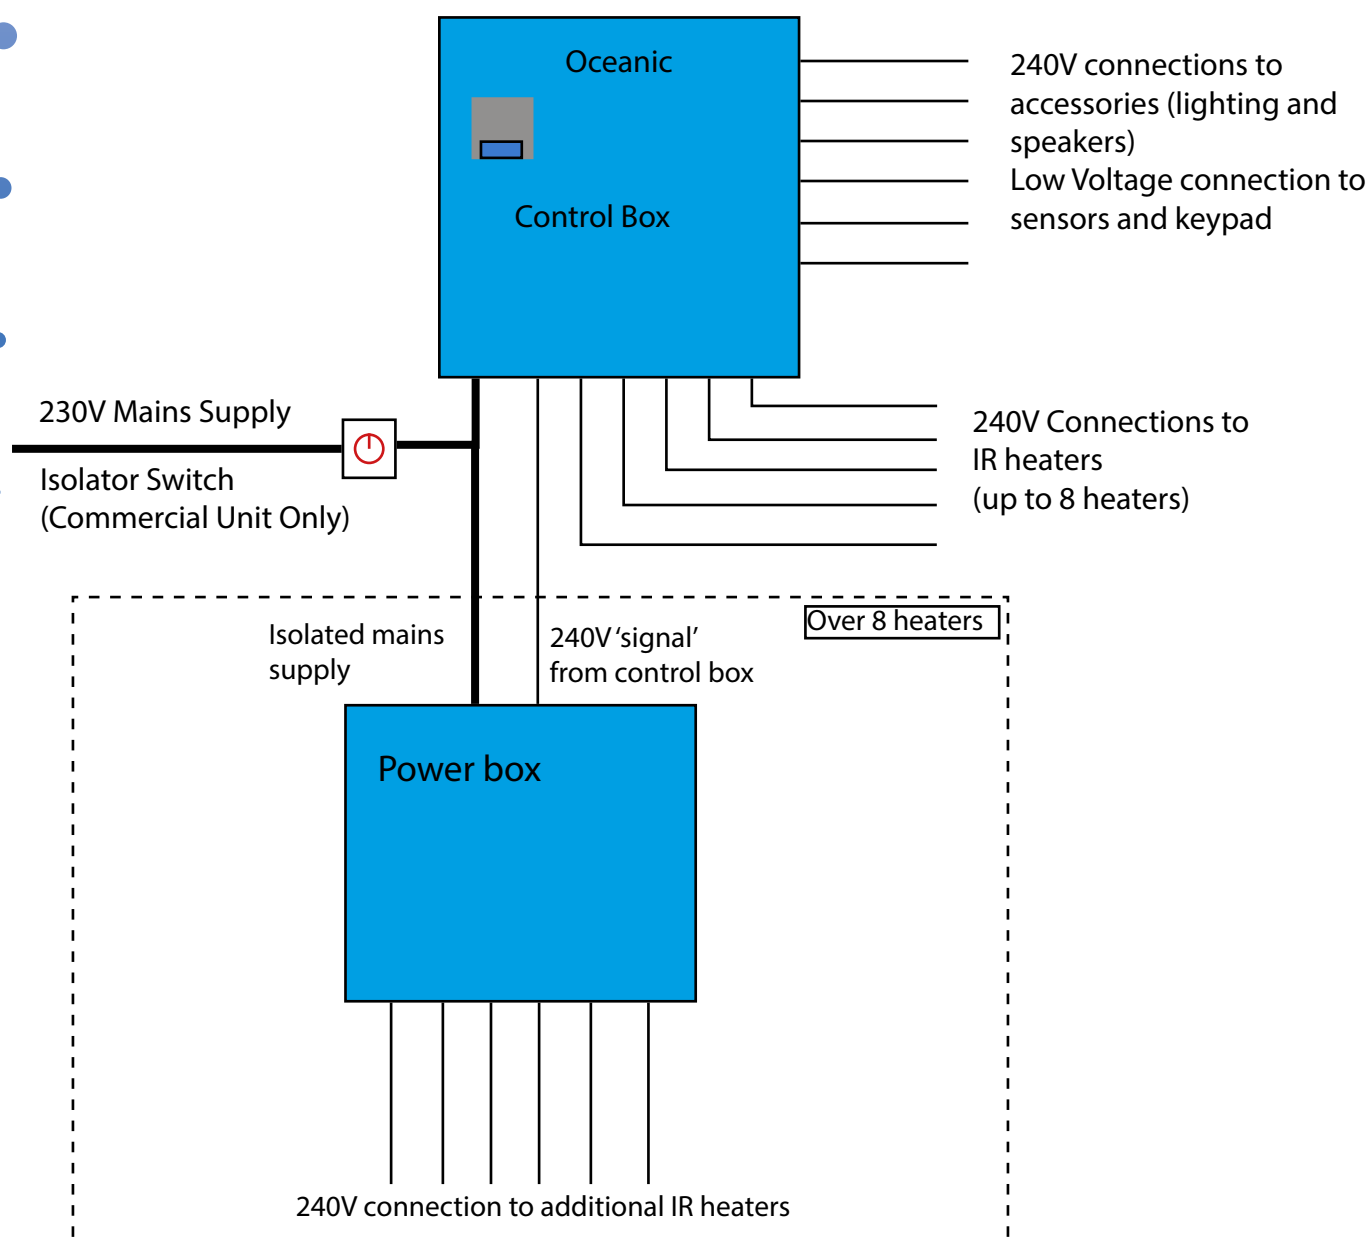 Oceanic
Control Box
240V connections to
accessories (lighting and
speakers)
Low Voltage connection to
sensors and keypad
230V Mains Supply
Isolator Switch
(Commercial Unit Only)
240V Connections to
IR heaters
(up to 8 heaters)
Over 8 heaters
Isolated mains
supply
240V ‘signal’
from control box
Power box
240V connection to additional IR heaters